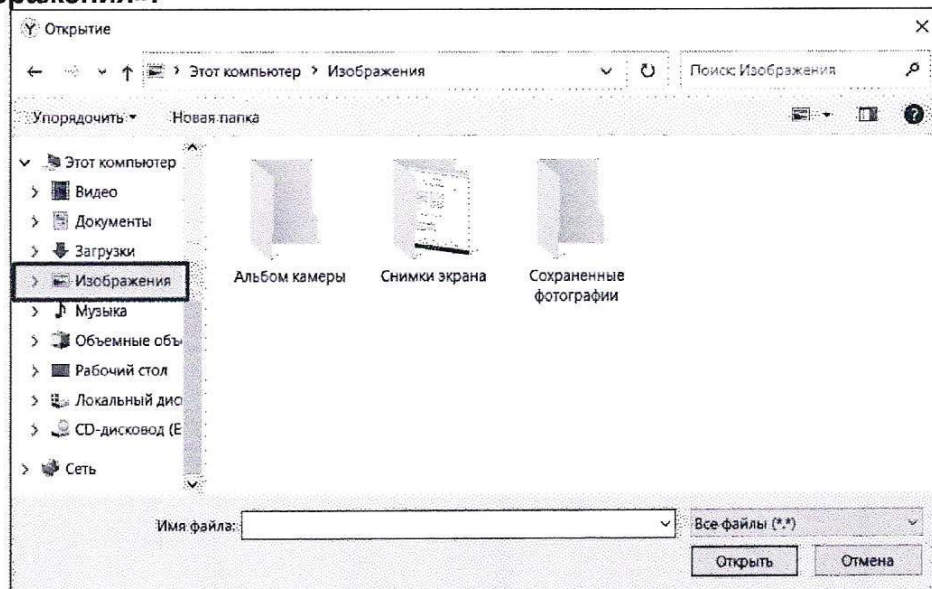 Открытие
Этот компьютер > Изображения
Поиск: Изображения
Упорядочить
Новая папка
Этот компьютер
Видео
Документы
Загрузки
Изображения
Музыка
Объемные объ
Рабочий стол
Локальный дис
CD-дисковод (E
Сеть
Альбом камеры
Снимки экрана
Сохраненные
фотографии
Имя файла:
Все файлы (*.*)
Открыть
Отмена